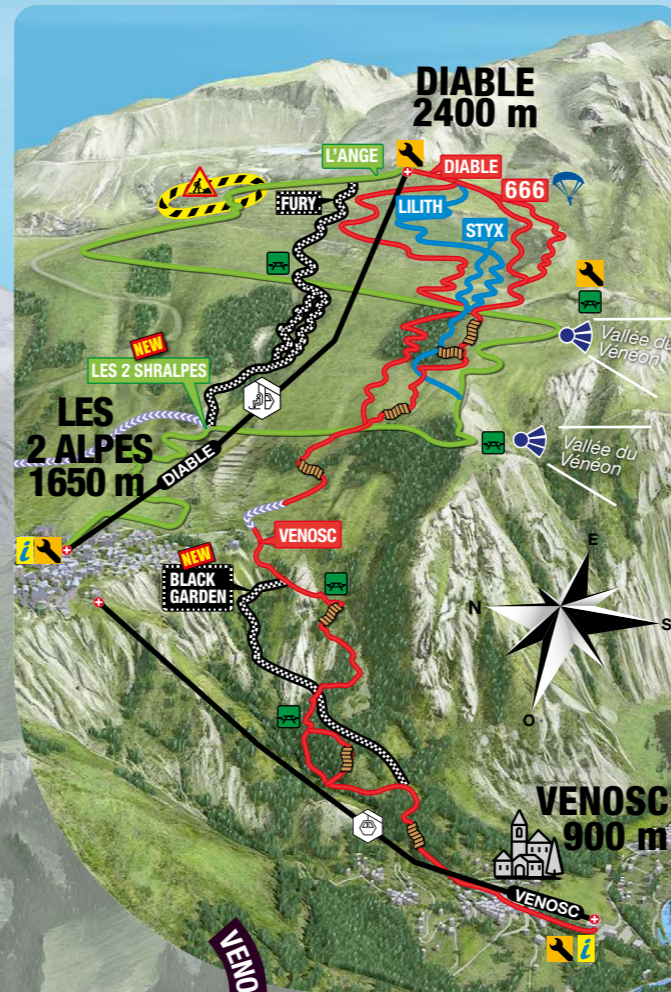 DIABLE
2400 m
L'ANGE
DIABLE
666
FURY
LILITH
STYX
NEW
LES 2 SHRALPES
Vallée du
Vénéon
LES
2 ALPES
1650 m
DIABLE
Vallée du
Vénéon
i
VENOSC
NEW
BLACK
GARDEN
E
N
S
O
VENOSC
900 m
VENOSC
i
VENO